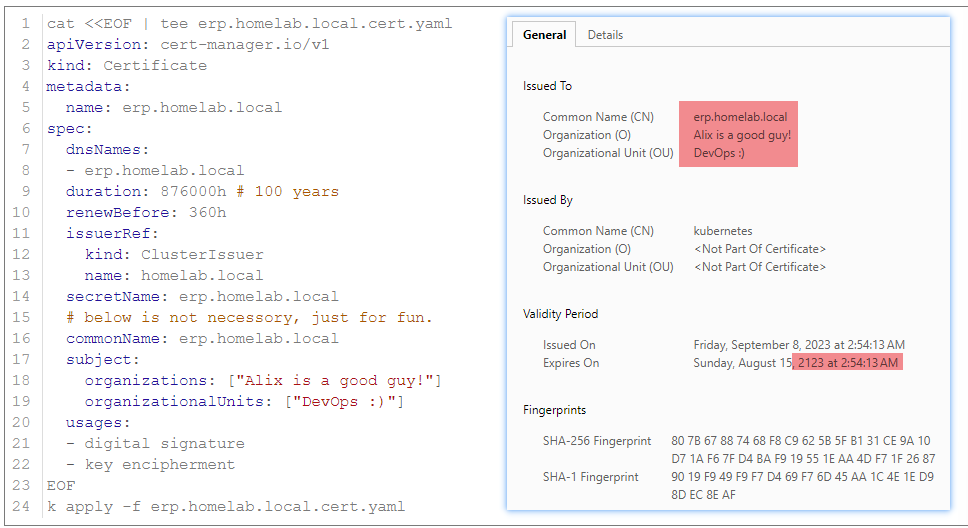 1 cat <<EOF | tee erp.homelab.local.cert.yaml
2 apiVersion: cert-manager.io/v1
3 kind: Certificate
4 metadata:
5   name: erp.homelab.local
6 spec:
7   dnsNames:
8   - erp.homelab.local
9   duration: 876000h # 100 years
10   renewBefore: 360h
11   issuerRef:
12     kind: ClusterIssuer
13     name: homelab.local
14   secretName: erp.homelab.local
15   # below is not necessory, just for fun.
16   commonName: erp.homelab.local
17   subject:
18     organizations: ["Alix is a good guy!"]
19     organizationalUnits: ["DevOps :)"]
20   usages:
21   - digital signature
22   - key encipherment
23 EOF
24 k apply -f erp.homelab.local.cert.yaml
General Details
Issued To
Common Name (CN) erp.homelab.local
Organization (O) Alix is a good guy!
Organizational Unit (OU) DevOps :)
Issued By
Common Name (CN) kubernetes
Organization (O) <Not Part Of Certificate>
Organizational Unit (OU) <Not Part Of Certificate>
Validity Period
Issued On Friday, September 8, 2023 at 2:54:13 AM
Expires On Sunday, August 15, 2123 at 2:54:13 AM
Fingerprints
SHA-256 Fingerprint 80 7B 67 88 74 68 F8 C9 62 5B 5F B1 31 CE 9A 10
D7 1A F6 7F D4 BA F9 19 55 1E AA 4D F7 1F 26 87
SHA-1 Fingerprint 90 19 F9 49 F9 F7 D4 69 F7 6D 45 AA 1C 4E 1E D9
8D EC 8E AF